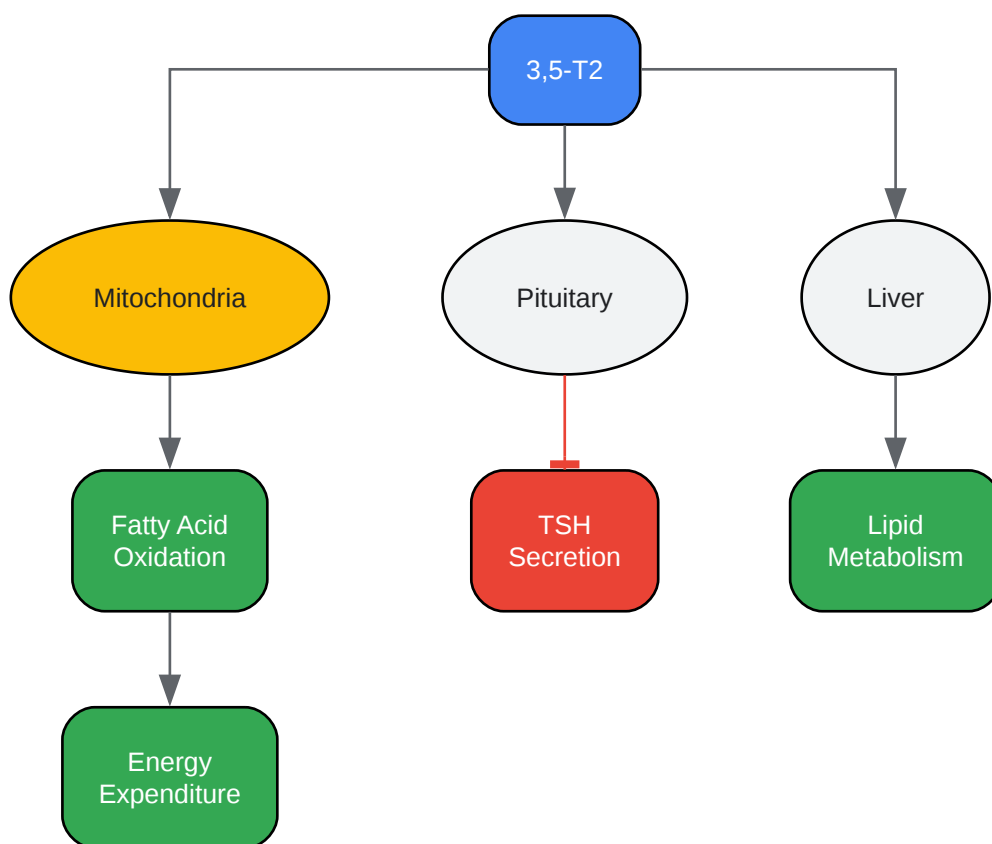 3,5-T2
Mitochondria
Pituitary
Liver
Fatty Acid
Oxidation
TSH
Secretion
Lipid
Metabolism
Energy
Expenditure